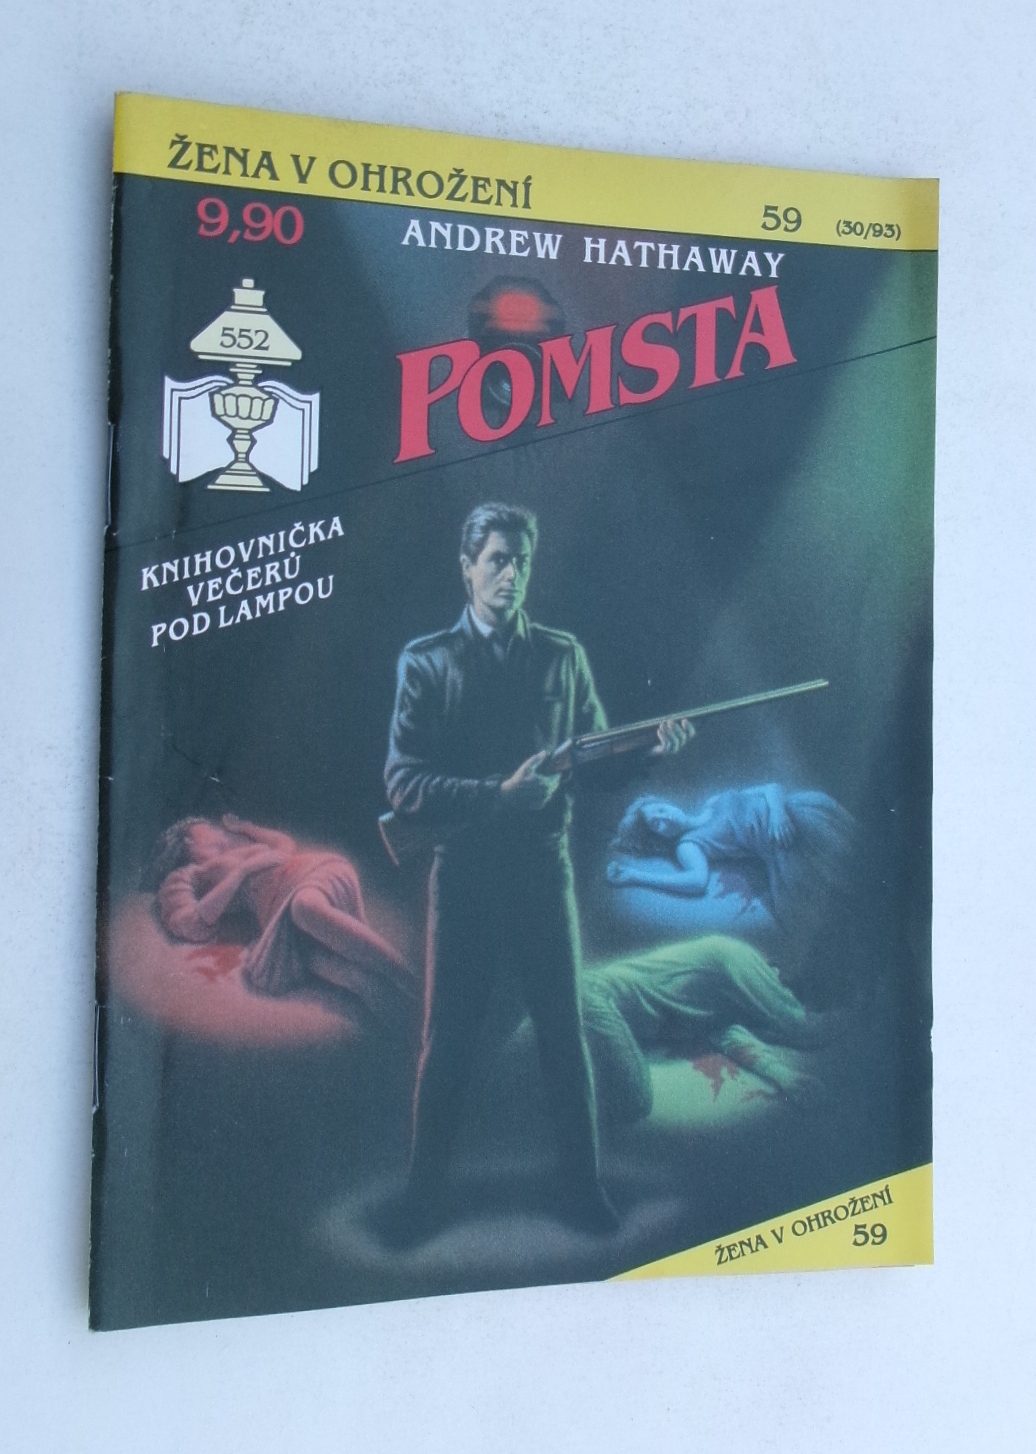 ŽENA V OHROŽENÍ
59 (30/93)
9,90
ANDREW HATHAWAY
POMSTA
552
KNIHOVNIČKA
VEČERŮ
POD LAMPOU
ŽENA V OHROŽENÍ
59